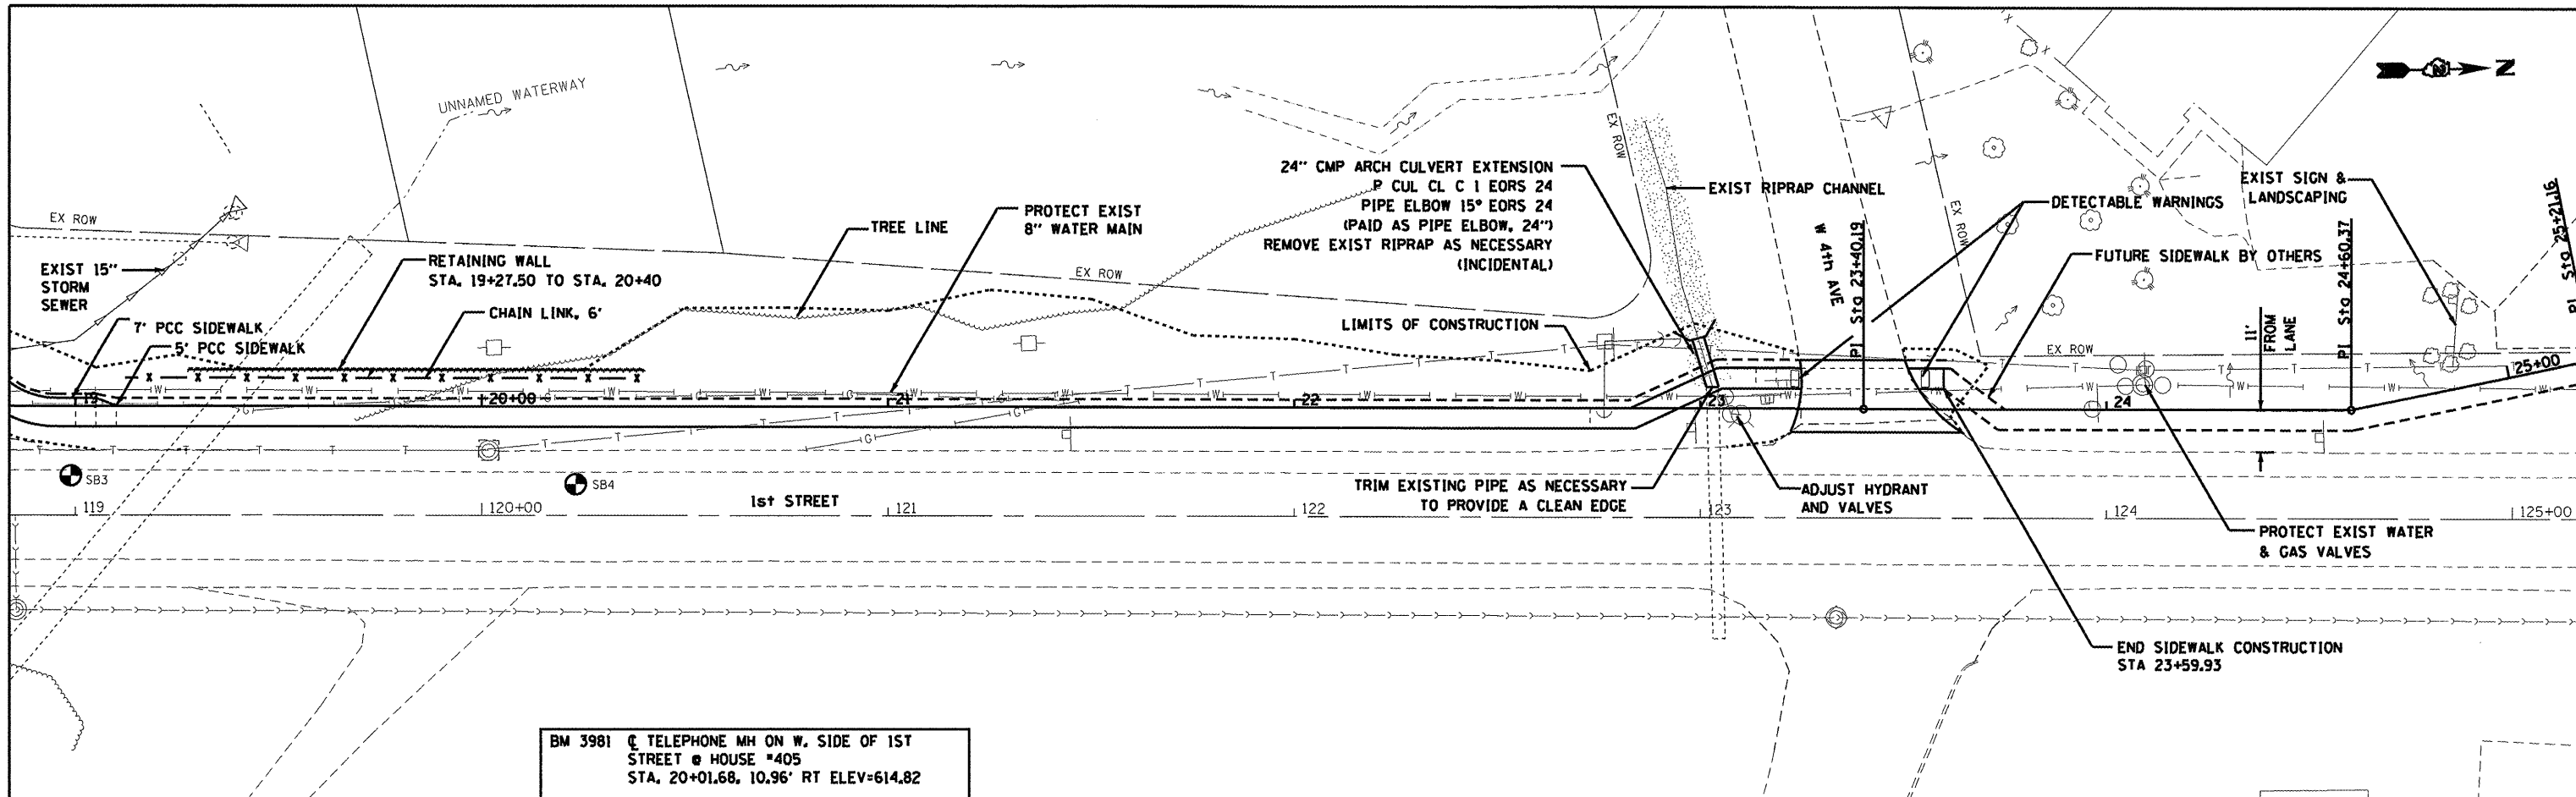 UNNAMED WATERWAY
N
EX ROW
EXIST 15"
STORM
SEWER
RETAINING WALL
STA. 19+27.50 TO STA. 20+40
CHAIN LINK, 6'
7' PCC SIDEWALK
5' PCC SIDEWALK
TREE LINE
PROTECT EXIST
8" WATER MAIN
EX ROW
24" CMP ARCH CULVERT EXTENSION
P CUL CL C 1 EORS 24
PIPE ELBOW 15° EORS 24
(PAID AS PIPE ELBOW, 24")
REMOVE EXIST RIPRAP AS NECESSARY
(INCIDENTAL)
LIMITS OF CONSTRUCTION
EX ROW
EXIST RIPRAP CHANNEL
W 4th AVE
PI Sta 23+40.19
EX ROW
DETECTABLE WARNINGS
FUTURE SIDEWALK BY OTHERS
EXIST SIGN &
LANDSCAPING
11'
FROM
LANE
PI Sta 24+60.37
EX ROW
PI Sta 25+21.16
19
20+00
21
22
23
24
25+00
SB3
SB4
1st STREET
TRIM EXISTING PIPE AS NECESSARY
TO PROVIDE A CLEAN EDGE
ADJUST HYDRANT
AND VALVES
119
120+00
121
122
123
124
125+00
PROTECT EXIST WATER
& GAS VALVES
END SIDEWALK CONSTRUCTION
STA 23+59.93
BM 3981 ℄ TELEPHONE MH ON W. SIDE OF 1ST
STREET @ HOUSE #405
STA. 20+01.68, 10.96' RT ELEV=614.82